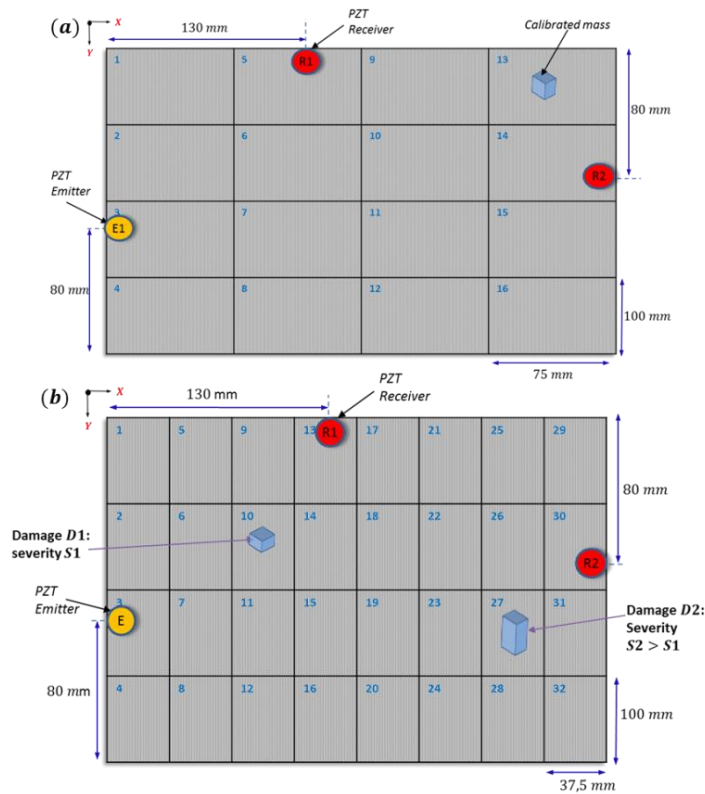 (a)
X
Y
130 mm
PZT
Receiver
Calibrated mass
1
5
R1
9
13
80 mm
2
6
10
14
R2
PZT
Emitter
3
E1
7
11
15
80 mm
4
8
12
16
100 mm
75 mm
(b)
X
Y
130 mm
PZT
Receiver
1
5
9
13
R1
17
21
25
29
80 mm
2
6
10
14
18
22
26
30
Damage D1:
severity S1
R2
PZT
Emitter
3
E
7
11
15
19
23
27
31
Damage D2:
Severity
S2 > S1
80 mm
4
8
12
16
20
24
28
32
100 mm
37,5 mm